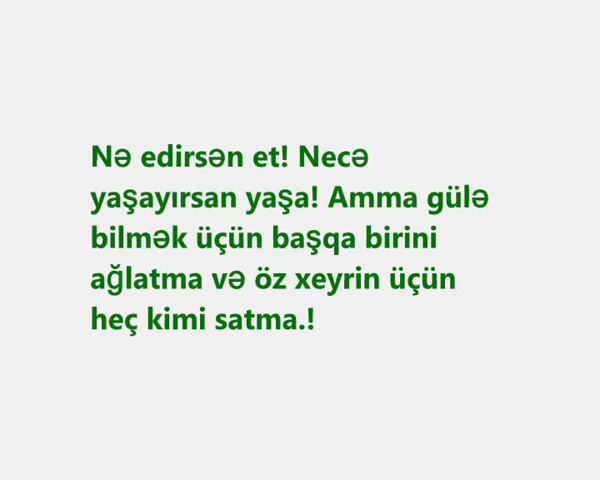 Nə edirsən et! Necə
yaşayırsan yaşa! Amma gülə
bilmək üçün başqa birini
ağlatma və öz xeyrin üçün
heç kimi satma.!